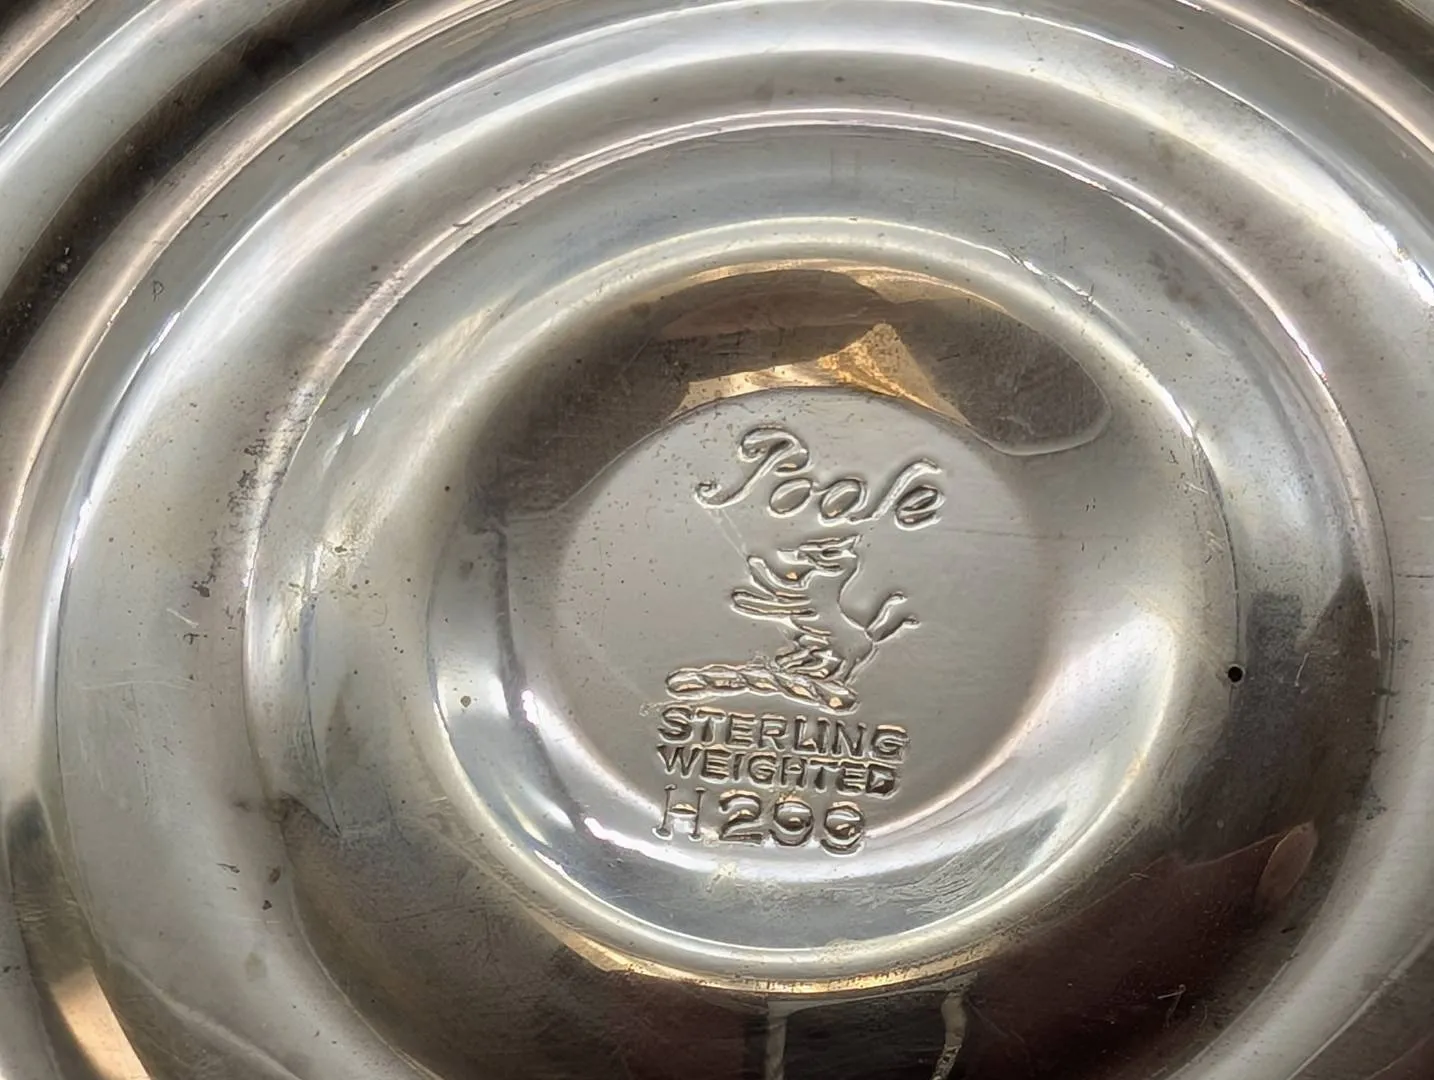 Poole
STERLING
WEIGHTED
H299